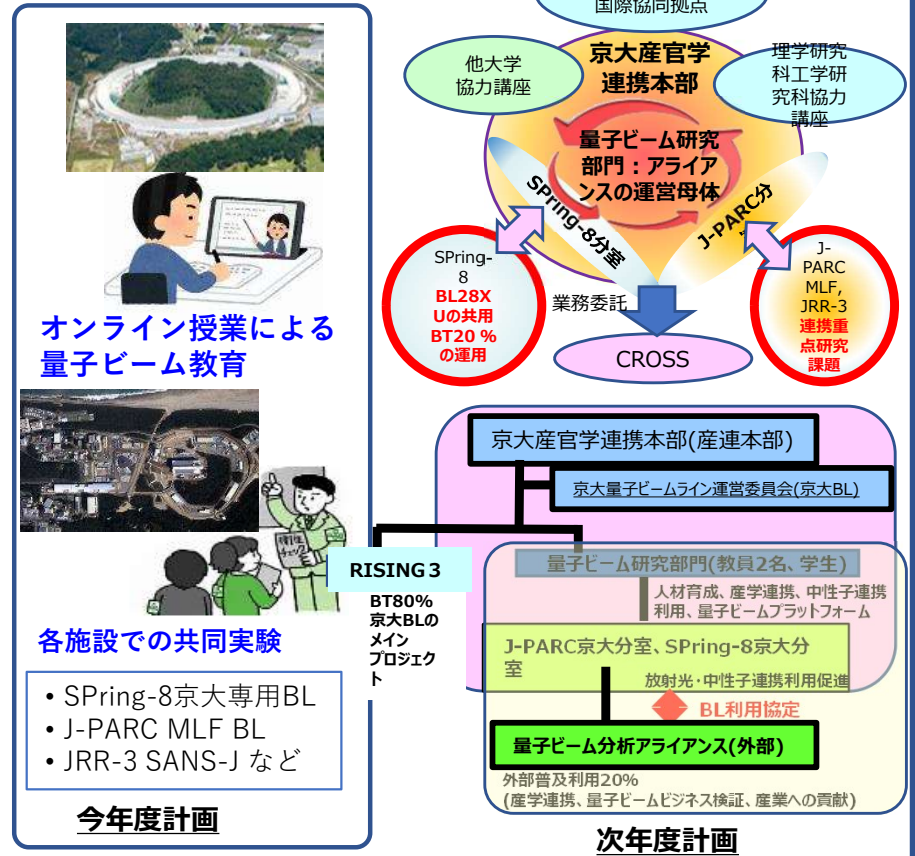 オンライン授業による
量子ビーム教育
各施設での共同実験
• SPring-8京大専用BL
• J-PARC MLF BL
• JRR-3 SANS-J など
今年度計画
国際協同拠点
他大学
協力講座
京大産官学
連携本部
理学研究
科工学研
究科協力
講座
量子ビーム研究
部門：アライア
ンスの運営母体
SPring-8分室
J-PARC分
SPring-
8
BL28X
Uの共用
BT20 %
の運用
業務委託
J-
PARC
MLF,
JRR-3
連携重
点研究
課題
CROSS
京大産官学連携本部(産連本部)
京大量子ビームライン運営委員会(京大BL)
RISING３
BT80%
京大BLの
メイン
プロジェク
ト
量子ビーム研究部門(教員2名、学生)
人材育成、産学連携、中性子連携
利用、量子ビームプラットフォーム
J-PARC京大分室、SPring-8京大分
室
放射光・中性子連携利用促進
BL利用協定
量子ビーム分析アライアンス(外部)
外部普及利用20%
(産学連携、量子ビームビジネス検証、産業への貢献)
次年度計画